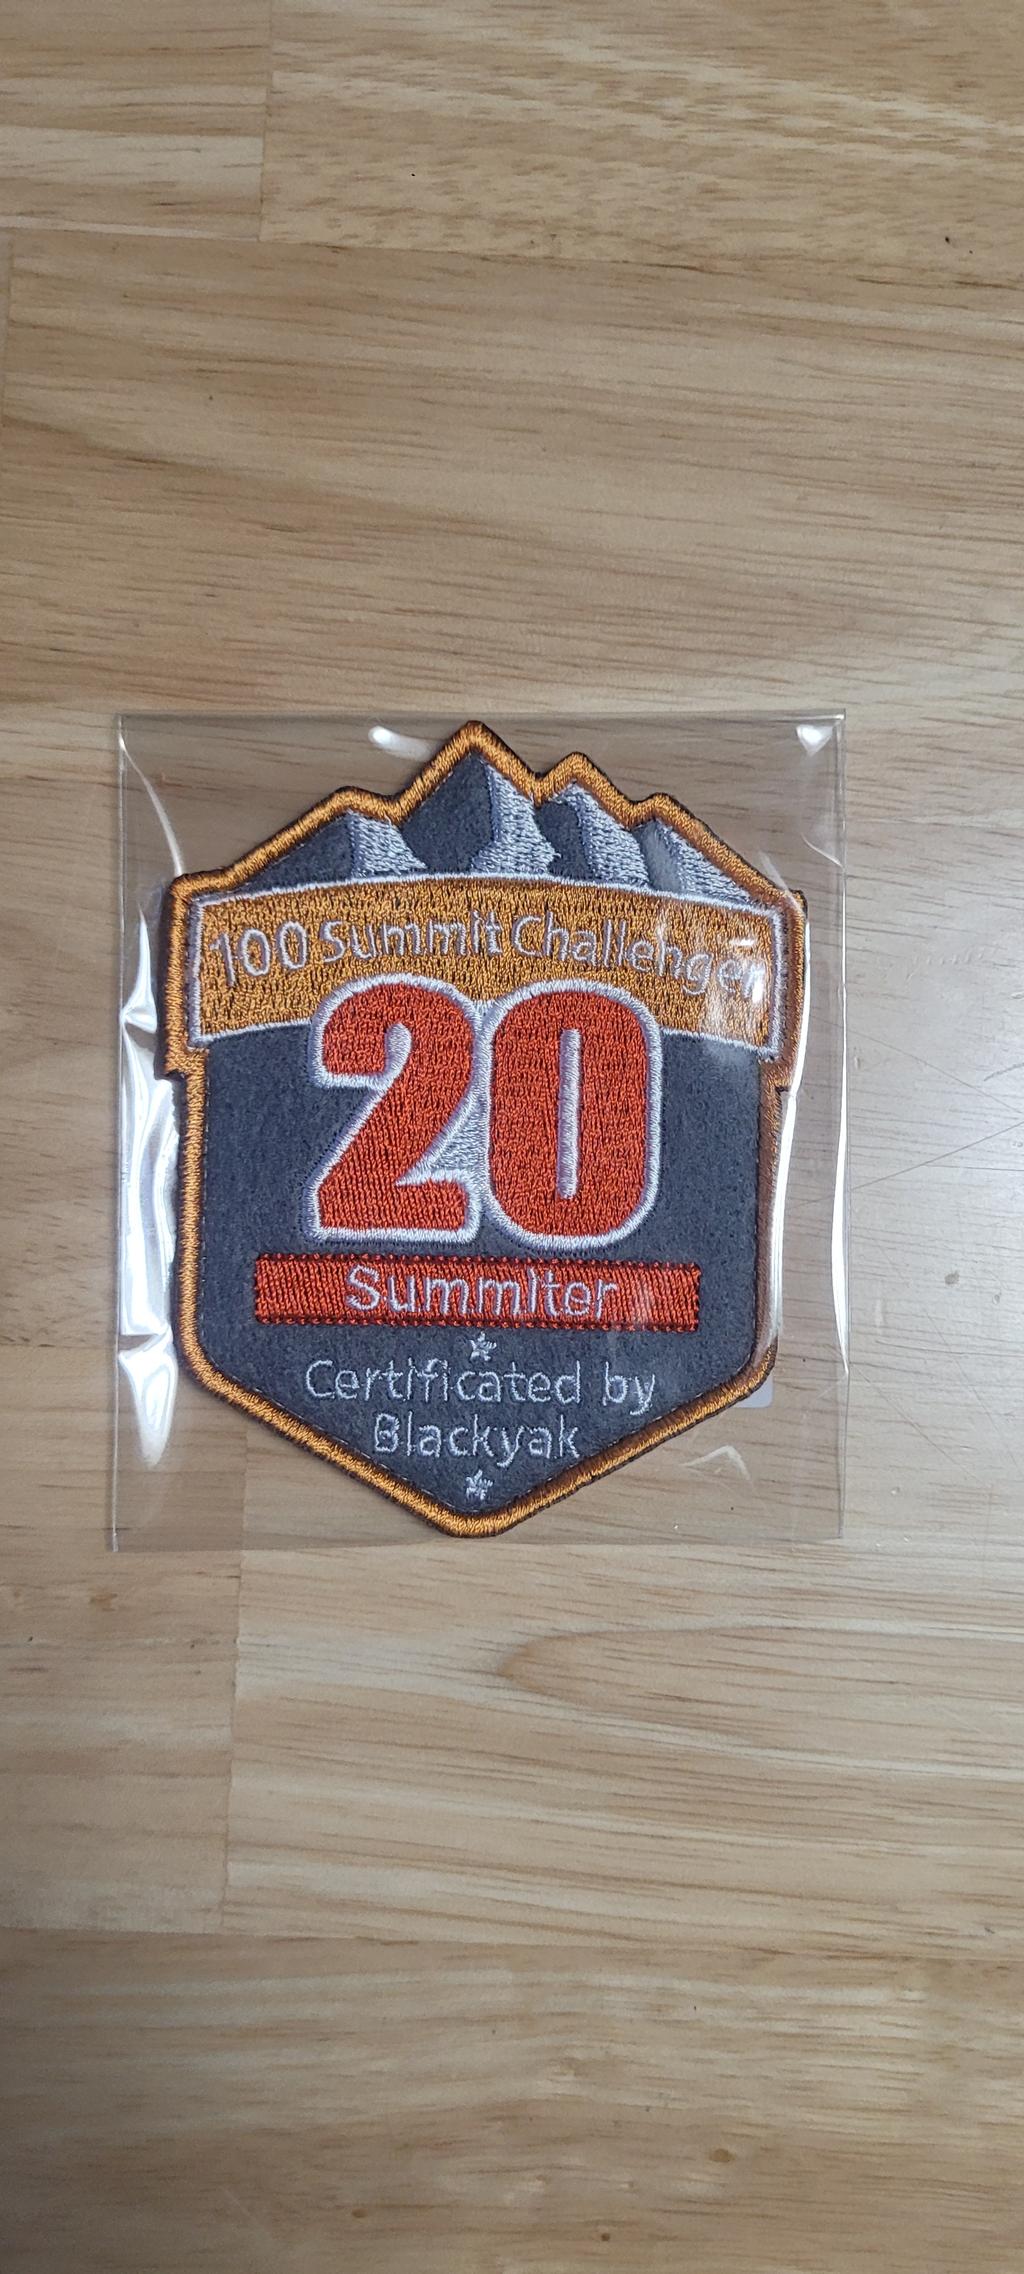 100 Summit Challenger
20
Summiter
Certificated by
Blackyak